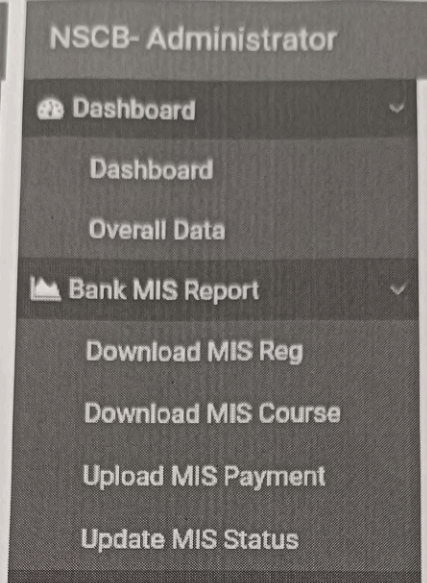 NSCB- Administrator
Dashboard
Dashboard
Overall Data
Bank MIS Report
Download MIS Reg
Download MIS Course
Upload MIS Payment
Update MIS Status